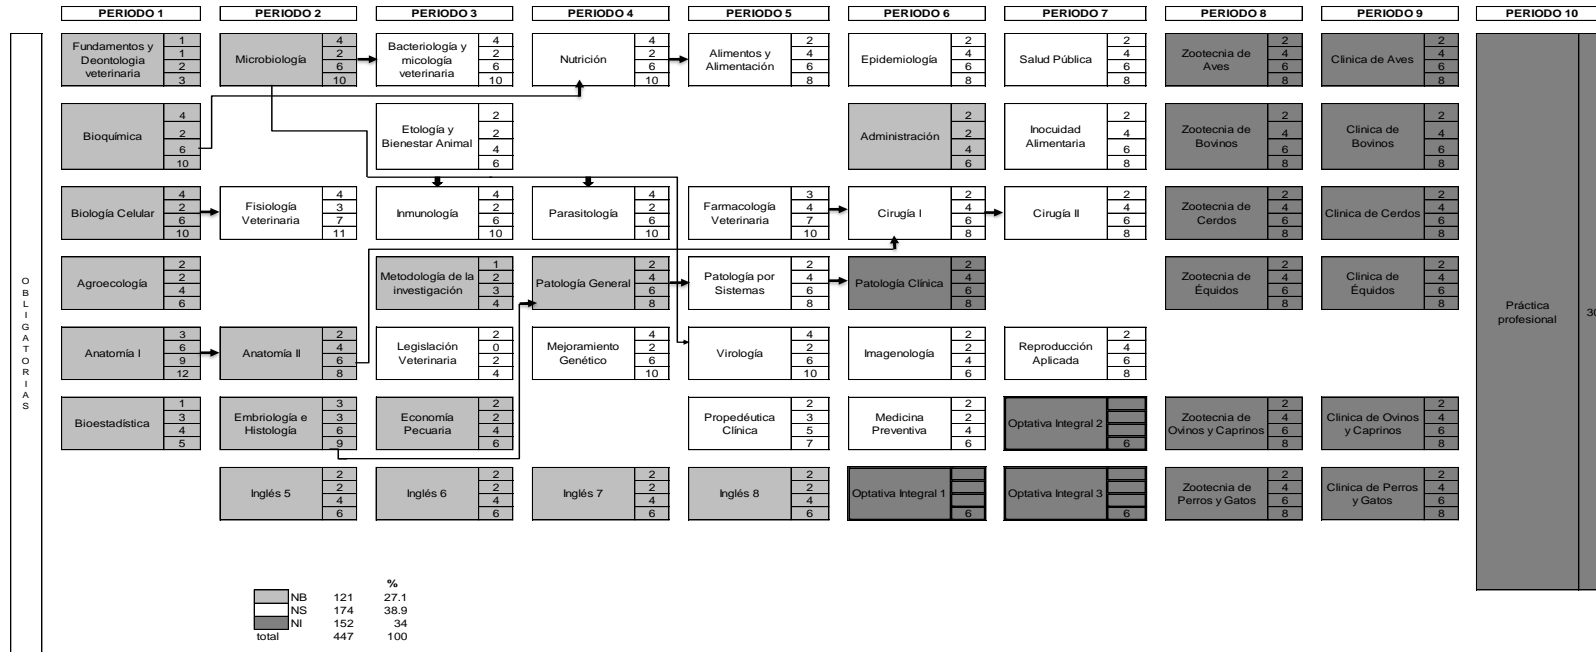 PERIODO 1 PERIODO 2 PERIODO 3 PERIODO 4 PERIODO 5 PERIODO 6 PERIODO 7 PERIODO 8 PERIODO 9 PERIODO 10
OBLIGATORIAS
Fundamentos y
Deontologia
veterinaria
1
1
2
3
Microbiología
4
2
6
10
Bacteriología y
micología
veterinaria
4
2
6
10
Nutrición
4
2
6
10
Alimentos y
Alimentación
2
4
6
8
Epidemiología
2
4
6
8
Salud Pública
2
4
6
8
Zootecnia de
Aves
2
4
6
8
Clinica de Aves
2
4
6
8
Bioquímica
4
2
6
10
Etología y
Bienestar Animal
2
2
4
6
Administración
2
2
4
6
Inocuidad
Alimentaria
2
4
6
8
Zootecnia de
Bovinos
2
4
6
8
Clinica de
Bovinos
2
4
6
8
Biología Celular
4
2
6
10
Fisiología
Veterinaria
4
3
7
11
Inmunología
4
2
6
10
Parasitología
4
2
6
10
Farmacología
Veterinaria
3
4
7
10
Cirugía I
2
4
6
8
Cirugía II
2
4
6
8
Zootecnia de
Cerdos
2
4
6
8
Clinica de Cerdos
2
4
6
8
Agroecología
2
2
4
6
Metodología de la
investigación
1
2
3
4
Patología General
2
4
6
8
Patología por
Sistemas
2
4
6
8
Patología Clínica
2
4
6
8
Zootecnia de
Équidos
2
4
6
8
Clinica de
Équidos
2
4
6
8
Práctica
profesional
30
Anatomía I
3
6
9
12
Anatomía II
2
4
6
8
Legislación
Veterinaria
2
0
2
4
Mejoramiento
Genético
4
2
6
10
Virología
4
2
6
10
Imagenología
2
2
4
6
Reproducción
Aplicada
2
4
6
8
Bioestadística
1
3
4
5
Embriología e
Histología
3
3
6
9
Economía
Pecuaria
2
2
4
6
Propedéutica
Clínica
2
3
5
7
Medicina
Preventiva
2
2
4
6
Optativa Integral 2
6
Zootecnia de
Ovinos y Caprinos
2
4
6
8
Clinica de Ovinos
y Caprinos
2
4
6
8
Inglés 5
2
2
4
6
Inglés 6
2
2
4
6
Inglés 7
2
2
4
6
Inglés 8
2
2
4
6
Optativa Integral 1
6
Optativa Integral 3
6
Zootecnia de
Perros y Gatos
2
4
6
8
Clinica de Perros
y Gatos
2
4
6
8
%
NB 121 27.1
NS 174 38.9
NI 152 34
total 447 100